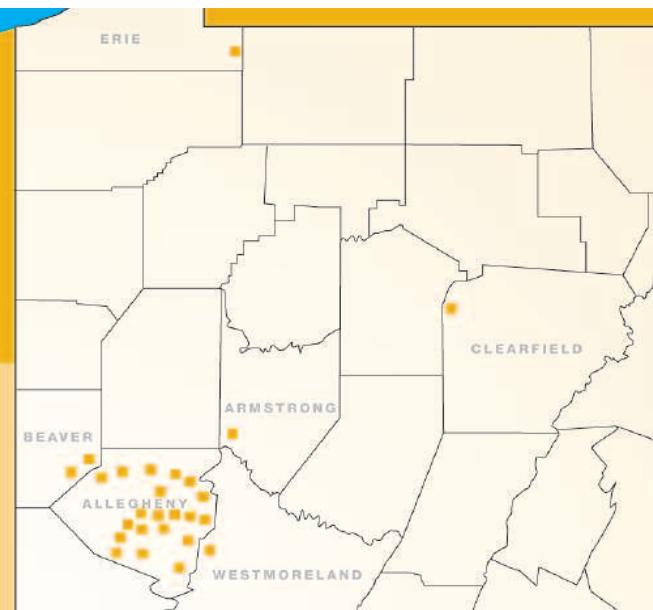 ERIE
CLEARFIELD
ARMSTRONG
BEAVER
ALLEGHENY
WESTMORELAND